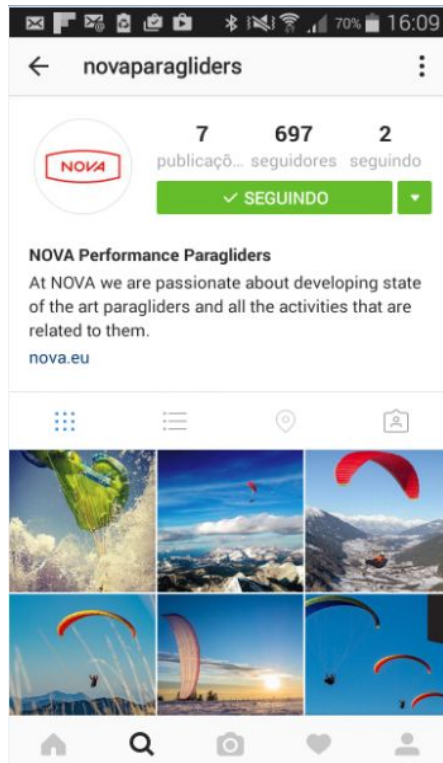 70% 16:09
novaparagliders
7 697 2
publicaçõ... seguidores seguindo
NOVA
SEGUINDO
NOVA Performance Paragliders
At NOVA we are passionate about developing state
of the art paragliders and all the activities that are
related to them.
nova.eu